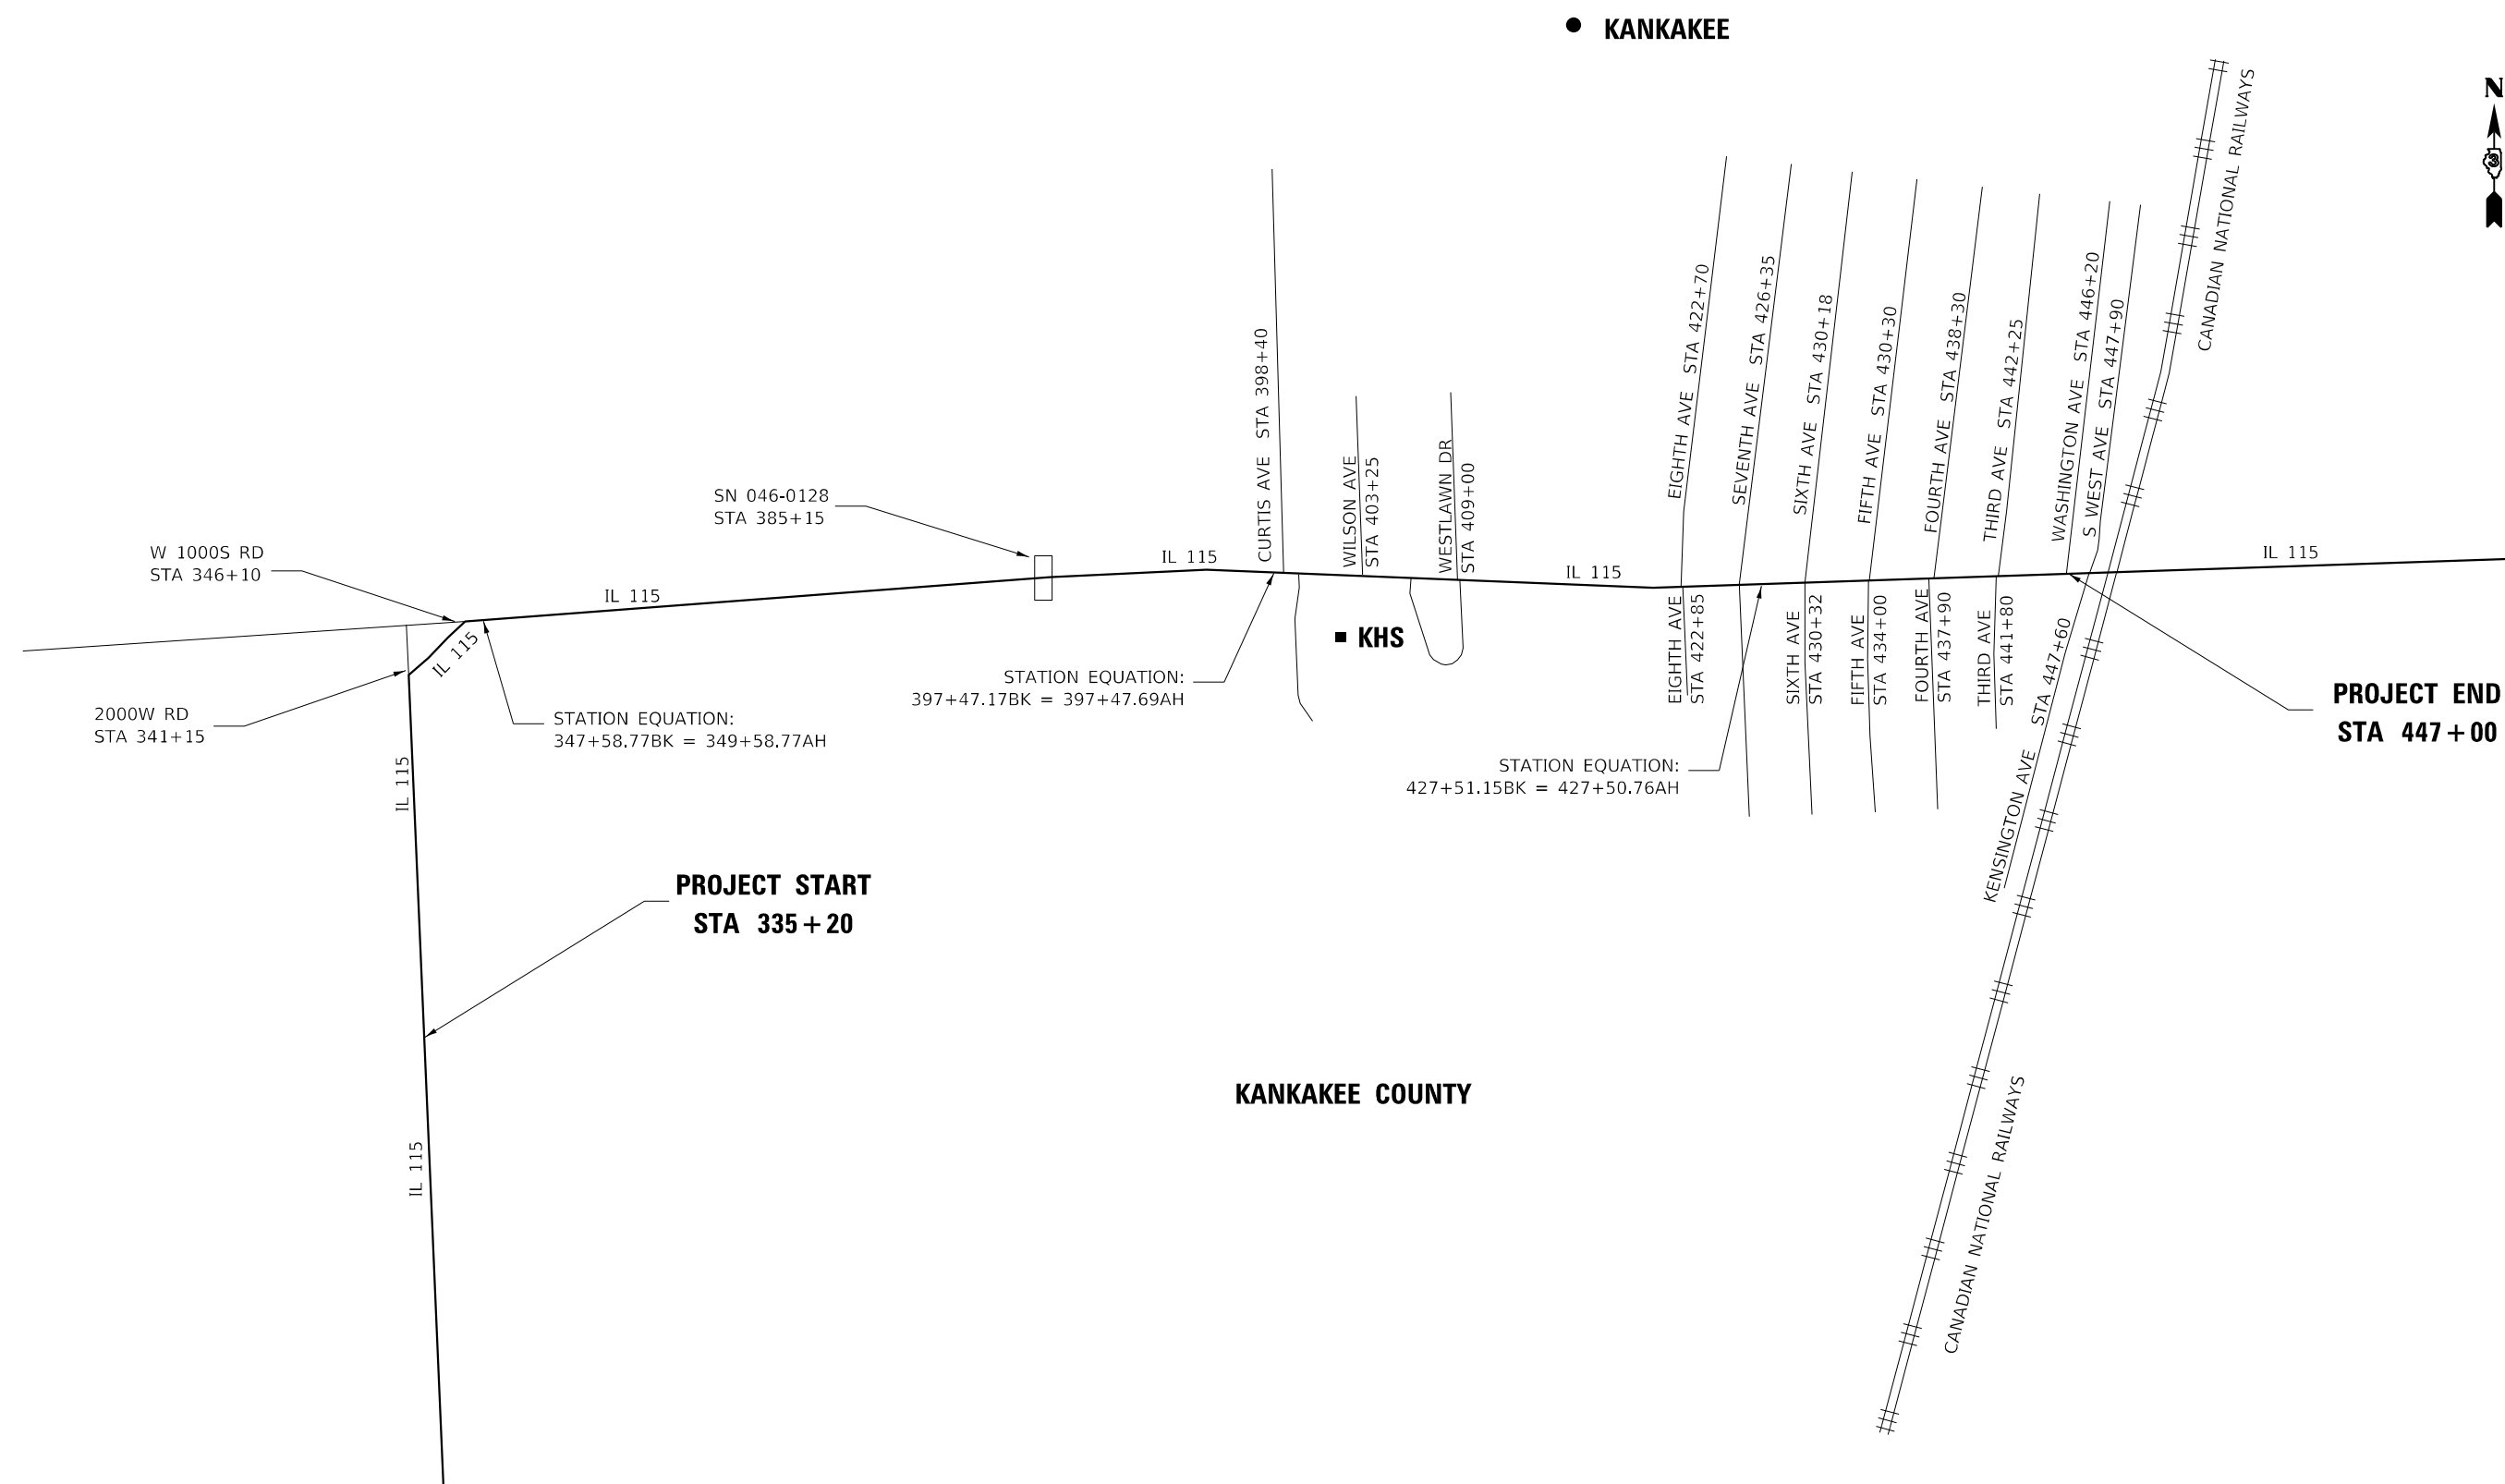 KANKAKEE
N
3
CANADIAN NATIONAL RAILWAYS
CURTIS AVE STA 398+40
WILSON AVE
STA 403+25
WESTLAWN DR
STA 409+00
EIGHTH AVE STA 422+70
SEVENTH AVE STA 426+35
SIXTH AVE STA 430+18
FIFTH AVE STA 430+30
FOURTH AVE STA 438+30
THIRD AVE STA 442+25
WASHINGTON AVE STA 446+20
S WEST AVE STA 447+90
SN 046-0128
STA 385+15
W 1000S RD
STA 346+10
IL 115
IL 115
IL 115
IL 115
IL 115
2000W RD
STA 341+15
STATION EQUATION:
347+58.77BK = 349+58.77AH
STATION EQUATION:
397+47.17BK = 397+47.69AH
KHS
EIGHTH AVE
STA 422+85
SIXTH AVE
STA 430+32
FIFTH AVE
STA 434+00
FOURTH AVE
STA 437+90
THIRD AVE
STA 441+80
KENSINGTON AVE STA 447+60
PROJECT END
STA 447+00
STATION EQUATION:
427+51.15BK = 427+50.76AH
IL 115
PROJECT START
STA 335+20
KANKAKEE COUNTY
IL 115
CANADIAN NATIONAL RAILWAYS